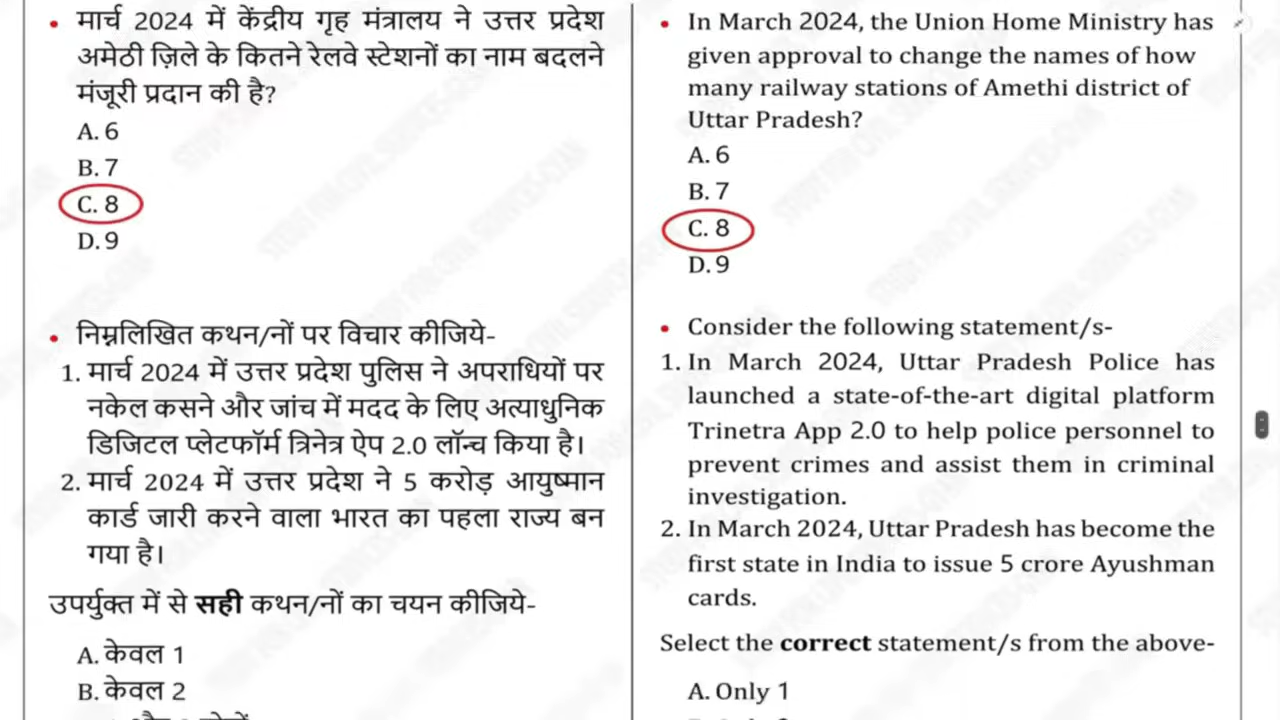 • मार्च 2024 में केंद्रीय गृह मंत्रालय ने उत्तर प्रदेश
अमेठी ज़िले के कितने रेलवे स्टेशनों का नाम बदलने
मंजूरी प्रदान की है?
A. 6
B. 7
C. 8
D. 9
• निम्नलिखित कथन/नों पर विचार कीजिये-
1. मार्च 2024 में उत्तर प्रदेश पुलिस ने अपराधियों पर
नकेल कसने और जांच में मदद के लिए अत्याधुनिक
डिजिटल प्लेटफॉर्म त्रिनेत्र ऐप 2.0 लॉन्च किया है।
2. मार्च 2024 में उत्तर प्रदेश ने 5 करोड़ आयुष्मान
कार्ड जारी करने वाला भारत का पहला राज्य बन
गया है।
उपर्युक्त में से सही कथन/नों का चयन कीजिये-
A. केवल 1
B. केवल 2
• In March 2024, the Union Home Ministry has
given approval to change the names of how
many railway stations of Amethi district of
Uttar Pradesh?
A. 6
B. 7
C. 8
D. 9
• Consider the following statement/s-
1. In March 2024, Uttar Pradesh Police has
launched a state-of-the-art digital platform
Trinetra App 2.0 to help police personnel to
prevent crimes and assist them in criminal
investigation.
2. In March 2024, Uttar Pradesh has become the
first state in India to issue 5 crore Ayushman
cards.
Select the correct statement/s from the above-
A. Only 1